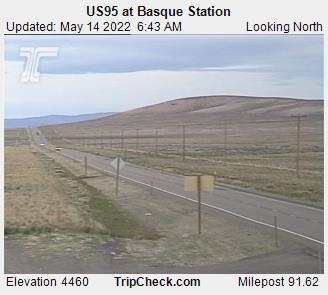 US95 at Basque Station
Updated: May 14 2022 6:43 AM Looking North
Elevation 4460 TripCheck.com Milepost 91.62